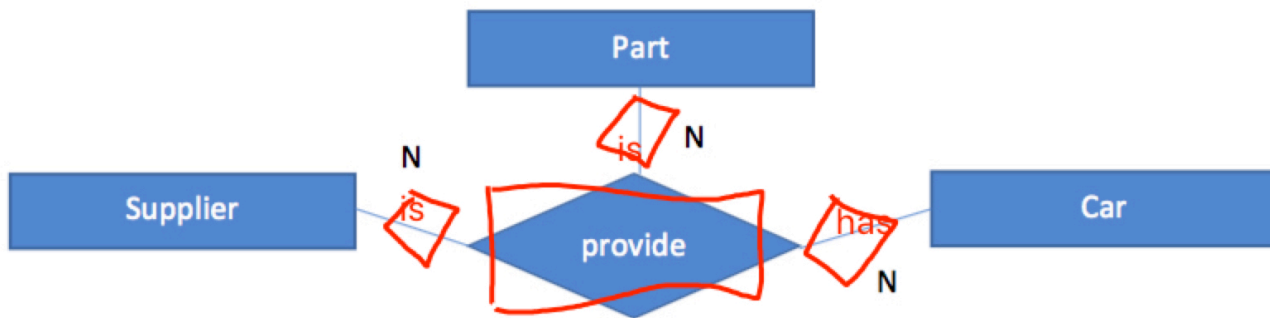 Part
is N
N
is
Supplier
Car
has
provide
N